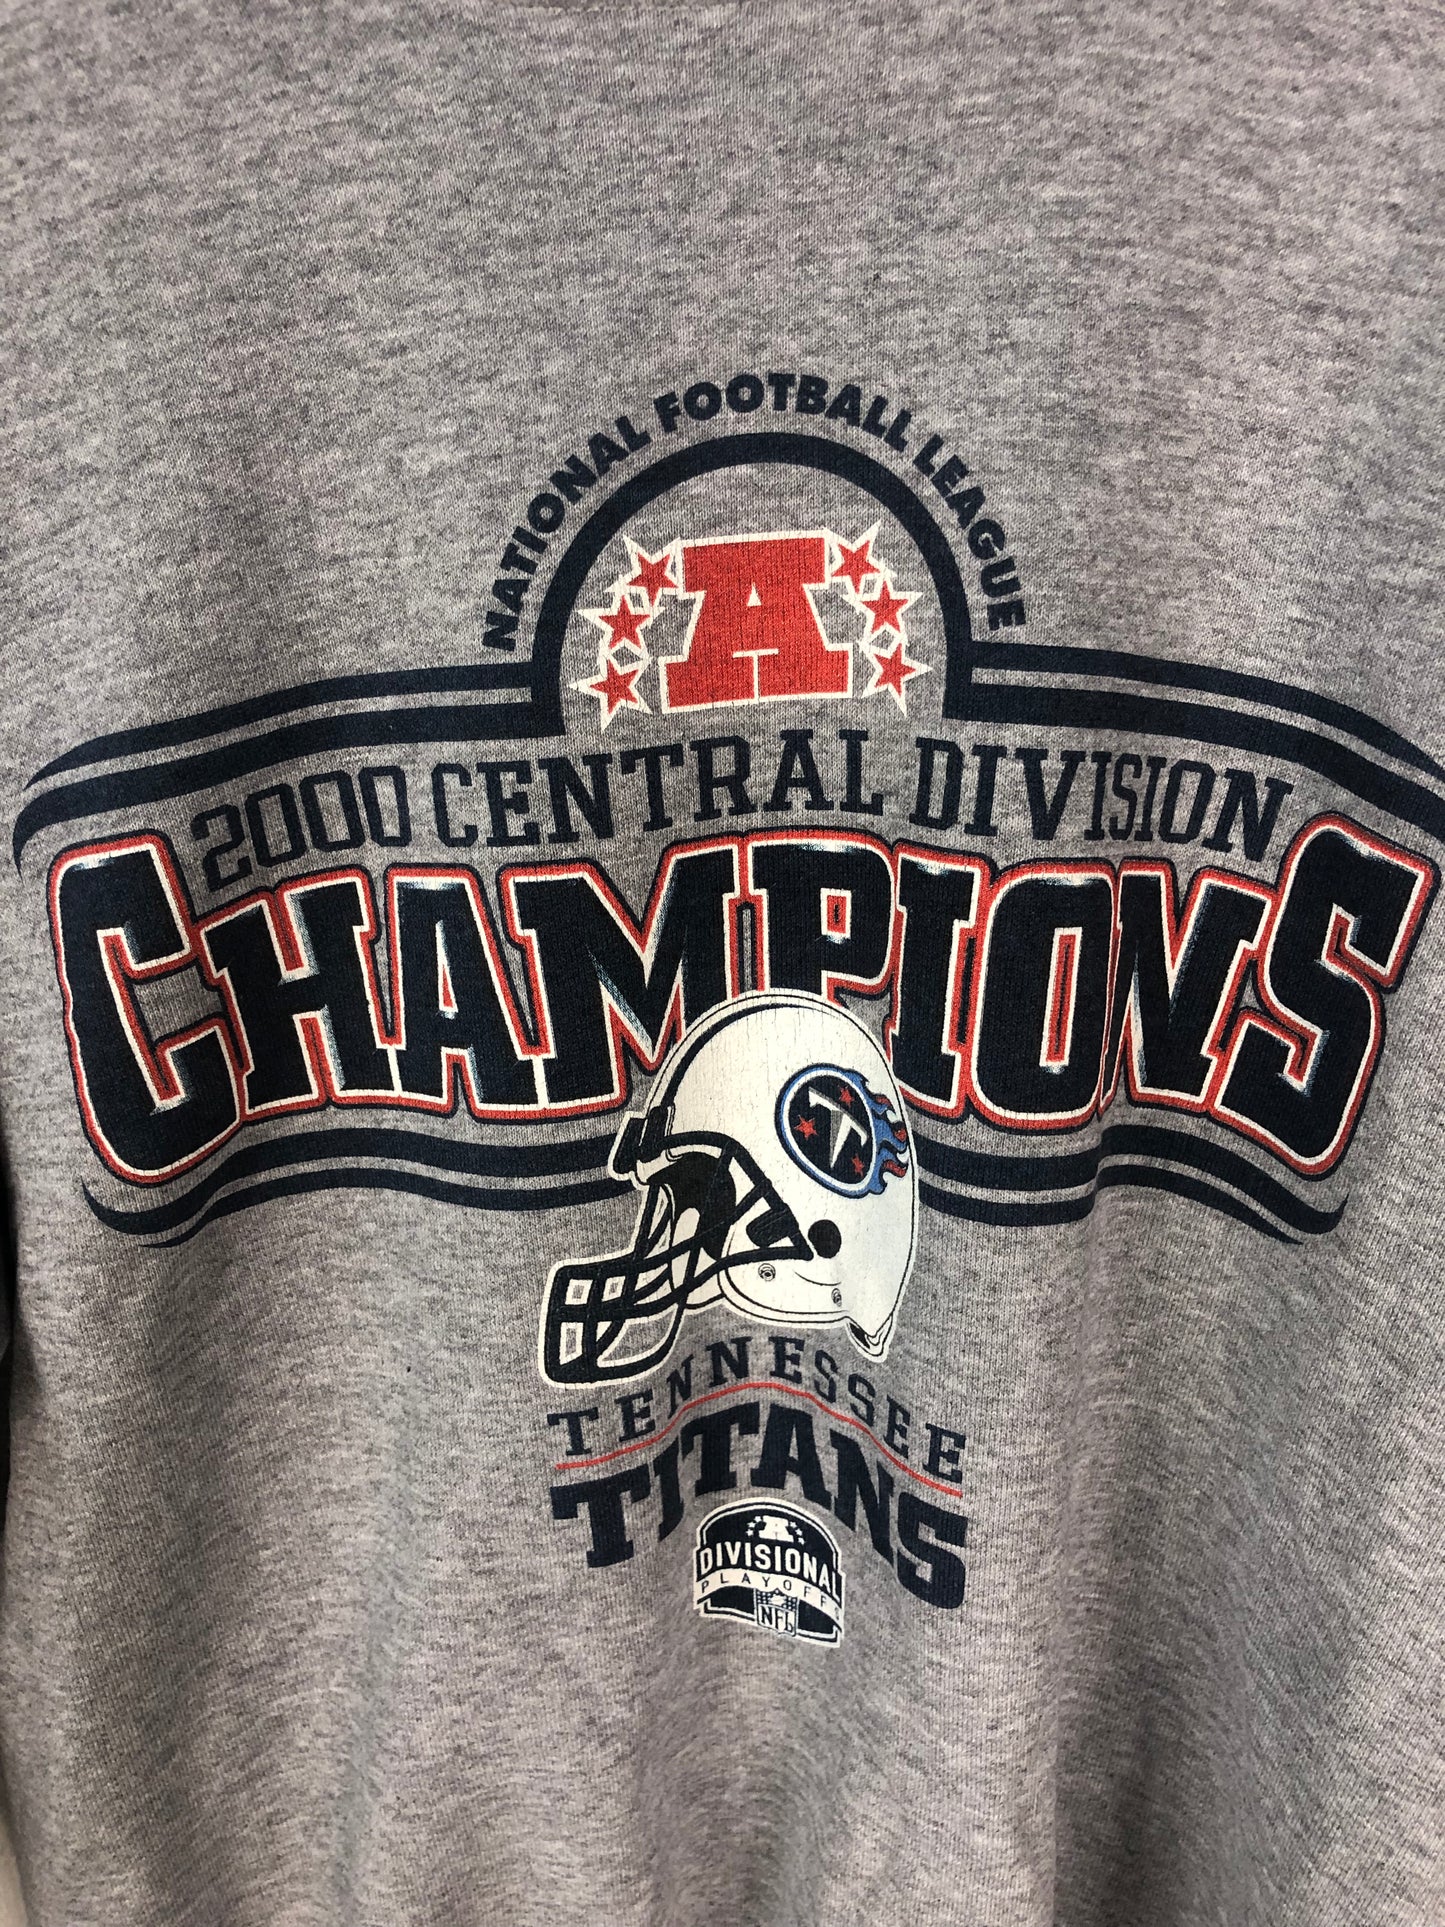 NATIONAL FOOTBALL LEAGUE
A
2000 CENTRAL DIVISION
CHAMPIONS
T
TENNESSEE
TITANS
A
DIVISIONAL
PLAYOFFS
NFL